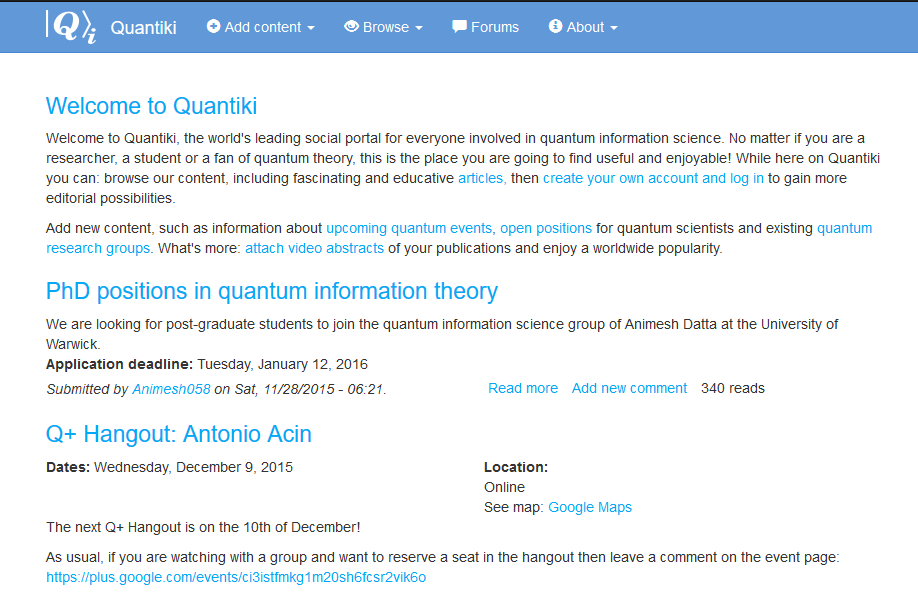 |Q⟩i Quantiki Add content Browse Forums About
Welcome to Quantiki
Welcome to Quantiki, the world's leading social portal for everyone involved in quantum information science. No matter if you are a
researcher, a student or a fan of quantum theory, this is the place you are going to find useful and enjoyable! While here on Quantiki
you can: browse our content, including fascinating and educative articles, then create your own account and log in to gain more
editorial possibilities.
Add new content, such as information about upcoming quantum events, open positions for quantum scientists and existing quantum
research groups. What's more: attach video abstracts of your publications and enjoy a worldwide popularity.
PhD positions in quantum information theory
We are looking for post-graduate students to join the quantum information science group of Animesh Datta at the University of
Warwick.
Application deadline: Tuesday, January 12, 2016
Submitted by Animesh058 on Sat, 11/28/2015 - 06:21. Read more Add new comment 340 reads
Q+ Hangout: Antonio Acin
Dates: Wednesday, December 9, 2015
Location:
Online
See map: Google Maps
The next Q+ Hangout is on the 10th of December!
As usual, if you are watching with a group and want to reserve a seat in the hangout then leave a comment on the event page:
https://plus.google.com/events/ci3istfmkg1m20sh6fcsr2vik6o